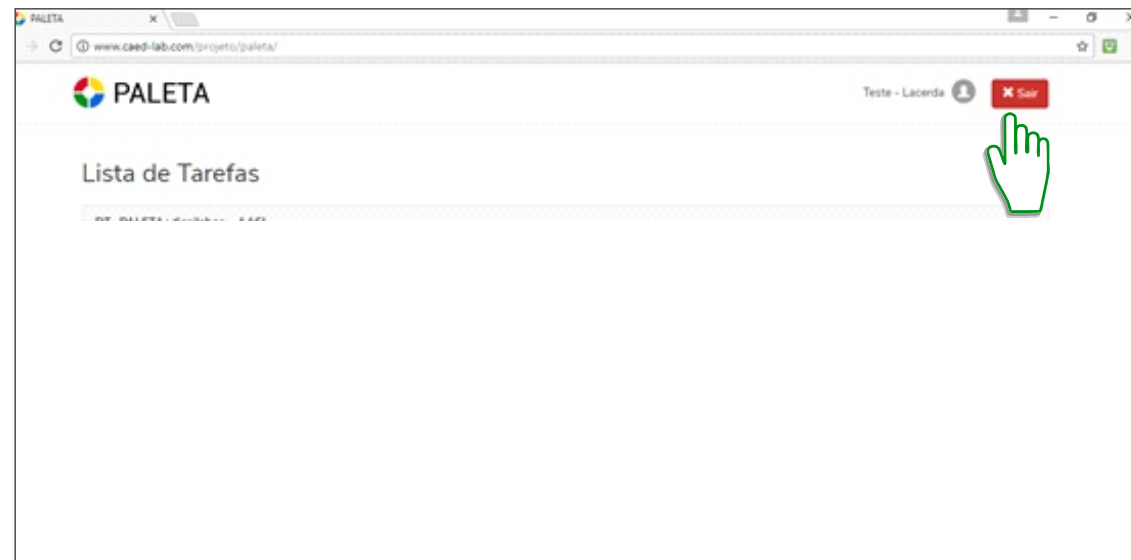 PALETA
www.caed-lab.com/projeto/paleta/
PALETA
Teste - Lacerda
Sair
Lista de Tarefas